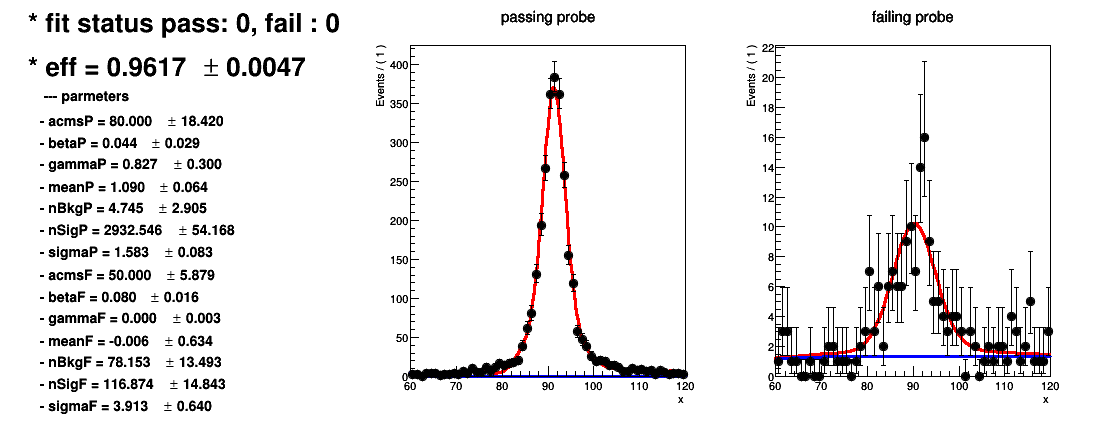 * fit status pass: 0, fail : 0
* eff = 0.9617 ± 0.0047
--- parmeters
- acmsP = 80.000 ± 18.420
- betaP = 0.044 ± 0.029
- gammaP = 0.827 ± 0.300
- meanP = 1.090 ± 0.064
- nBkgP = 4.745 ± 2.905
- nSigP = 2932.546 ± 54.168
- sigmaP = 1.583 ± 0.083
- acmsF = 50.000 ± 5.879
- betaF = 0.080 ± 0.016
- gammaF = 0.000 ± 0.003
- meanF = -0.006 ± 0.634
- nBkgF = 78.153 ± 13.493
- nSigF = 116.874 ± 14.843
- sigmaF = 3.913 ± 0.640
passing probe
Events / ( 1 )
400
350
300
250
200
150
100
50
0
60 70 80 90 100 110 120
x
failing probe
Events / ( 1 )
22
20
18
16
14
12
10
8
6
4
2
0
60 70 80 90 100 110 120
x